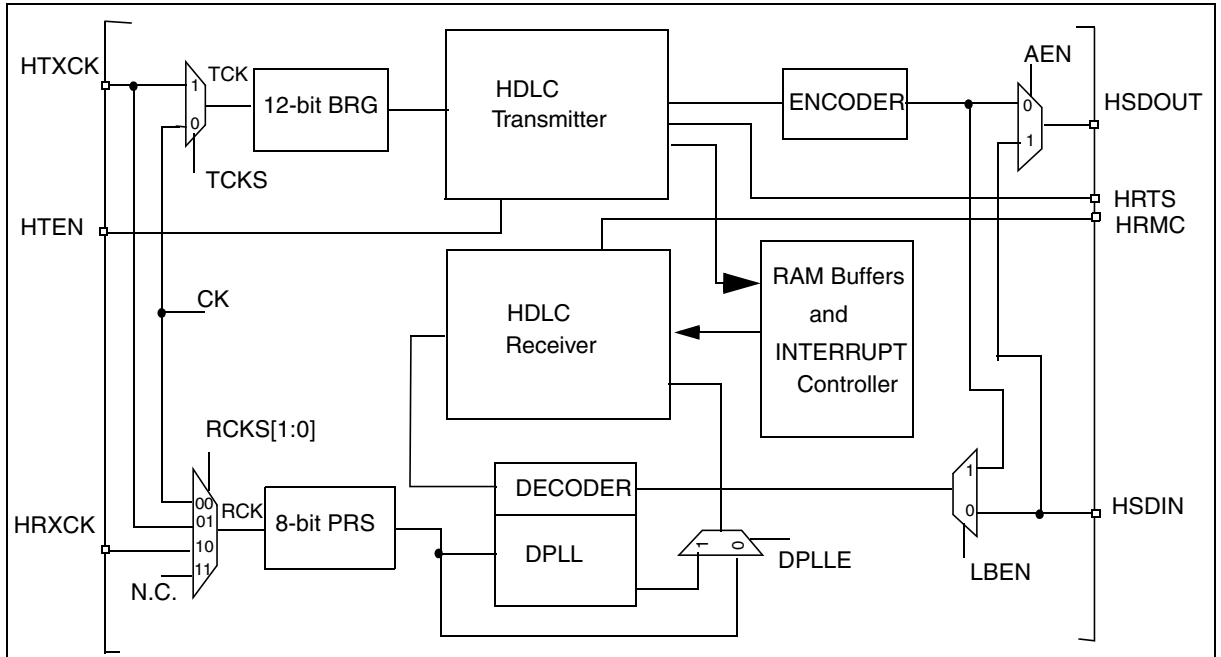 HTXCK
TCK
1
0
TCKS
12-bit BRG
HDLC
Transmitter
ENCODER
AEN
0
1
HSDOUT
HTEN
HRTS
HRMC
CK
HDLC
Receiver
RAM Buffers
and
INTERRUPT
Controller
RCKS[1:0]
00
01
10
11
RCK
8-bit PRS
HRXCK
N.C.
DECODER
DPLL
1
0
DPLLE
1
0
LBEN
HSDIN